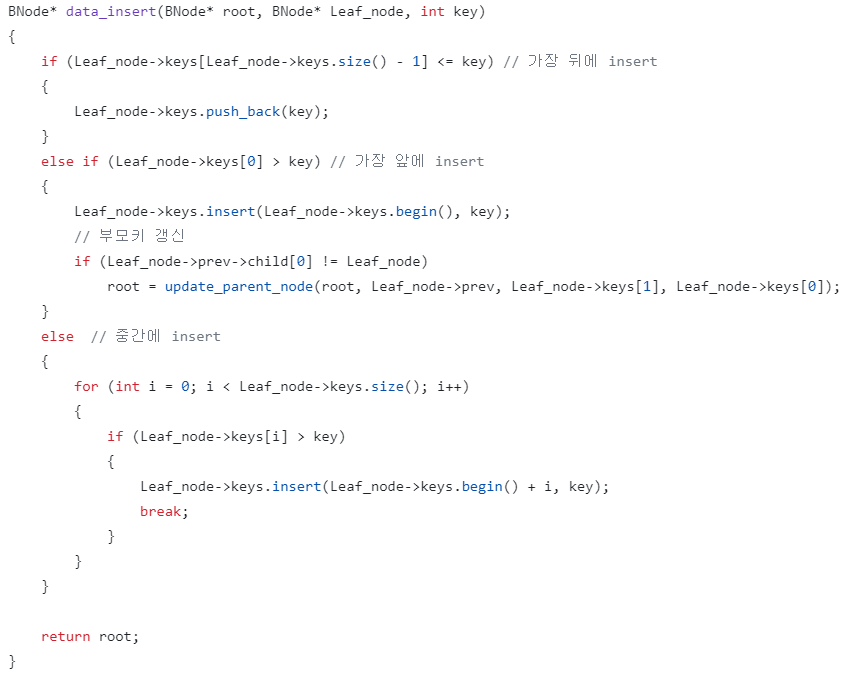 BNode* data_insert(BNode* root, BNode* Leaf_node, int key)
{
    if (Leaf_node->keys[Leaf_node->keys.size() - 1] <= key) // 가장 뒤에 insert
    {
        Leaf_node->keys.push_back(key);
    }
    else if (Leaf_node->keys[0] > key) // 가장 앞에 insert
    {
        Leaf_node->keys.insert(Leaf_node->keys.begin(), key);
        // 부모키 갱신
        if (Leaf_node->prev->child[0] != Leaf_node)
            root = update_parent_node(root, Leaf_node->prev, Leaf_node->keys[1], Leaf_node->keys[0]);
    }
    else  // 중간에 insert
    {
        for (int i = 0; i < Leaf_node->keys.size(); i++)
        {
            if (Leaf_node->keys[i] > key)
            {
                Leaf_node->keys.insert(Leaf_node->keys.begin() + i, key);
                break;
            }
        }
    }

    return root;
}